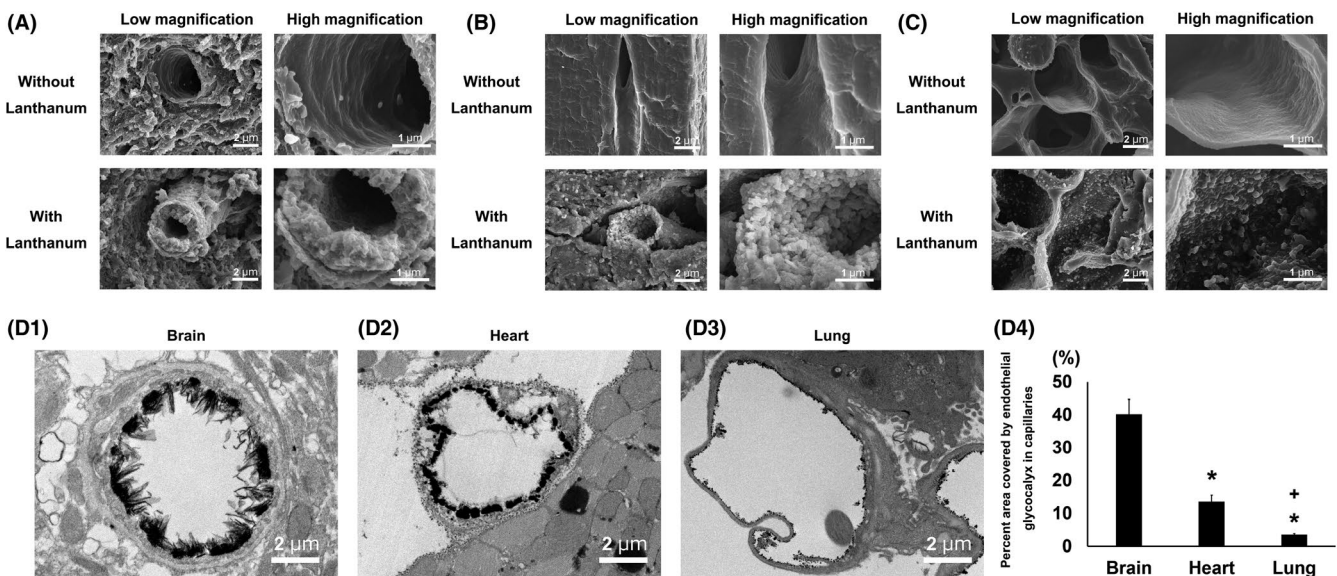 (A)
Low magnification
High magnification
Without
Lanthanum
2 µm
1 µm
With
Lanthanum
2 µm
1 µm
(B)
Low magnification
High magnification
Without
Lanthanum
2 µm
1 µm
With
Lanthanum
2 µm
1 µm
(C)
Low magnification
High magnification
Without
Lanthanum
2 µm
1 µm
With
Lanthanum
2 µm
1 µm
(D1)
Brain
2 µm
(D2)
Heart
2 µm
(D3)
Lung
2 µm
(D4)
Percent area covered by endothelial
glycocalyx in capillaries
(%)
50
40
30
20
10
0
*
+
*
Brain
Heart
Lung